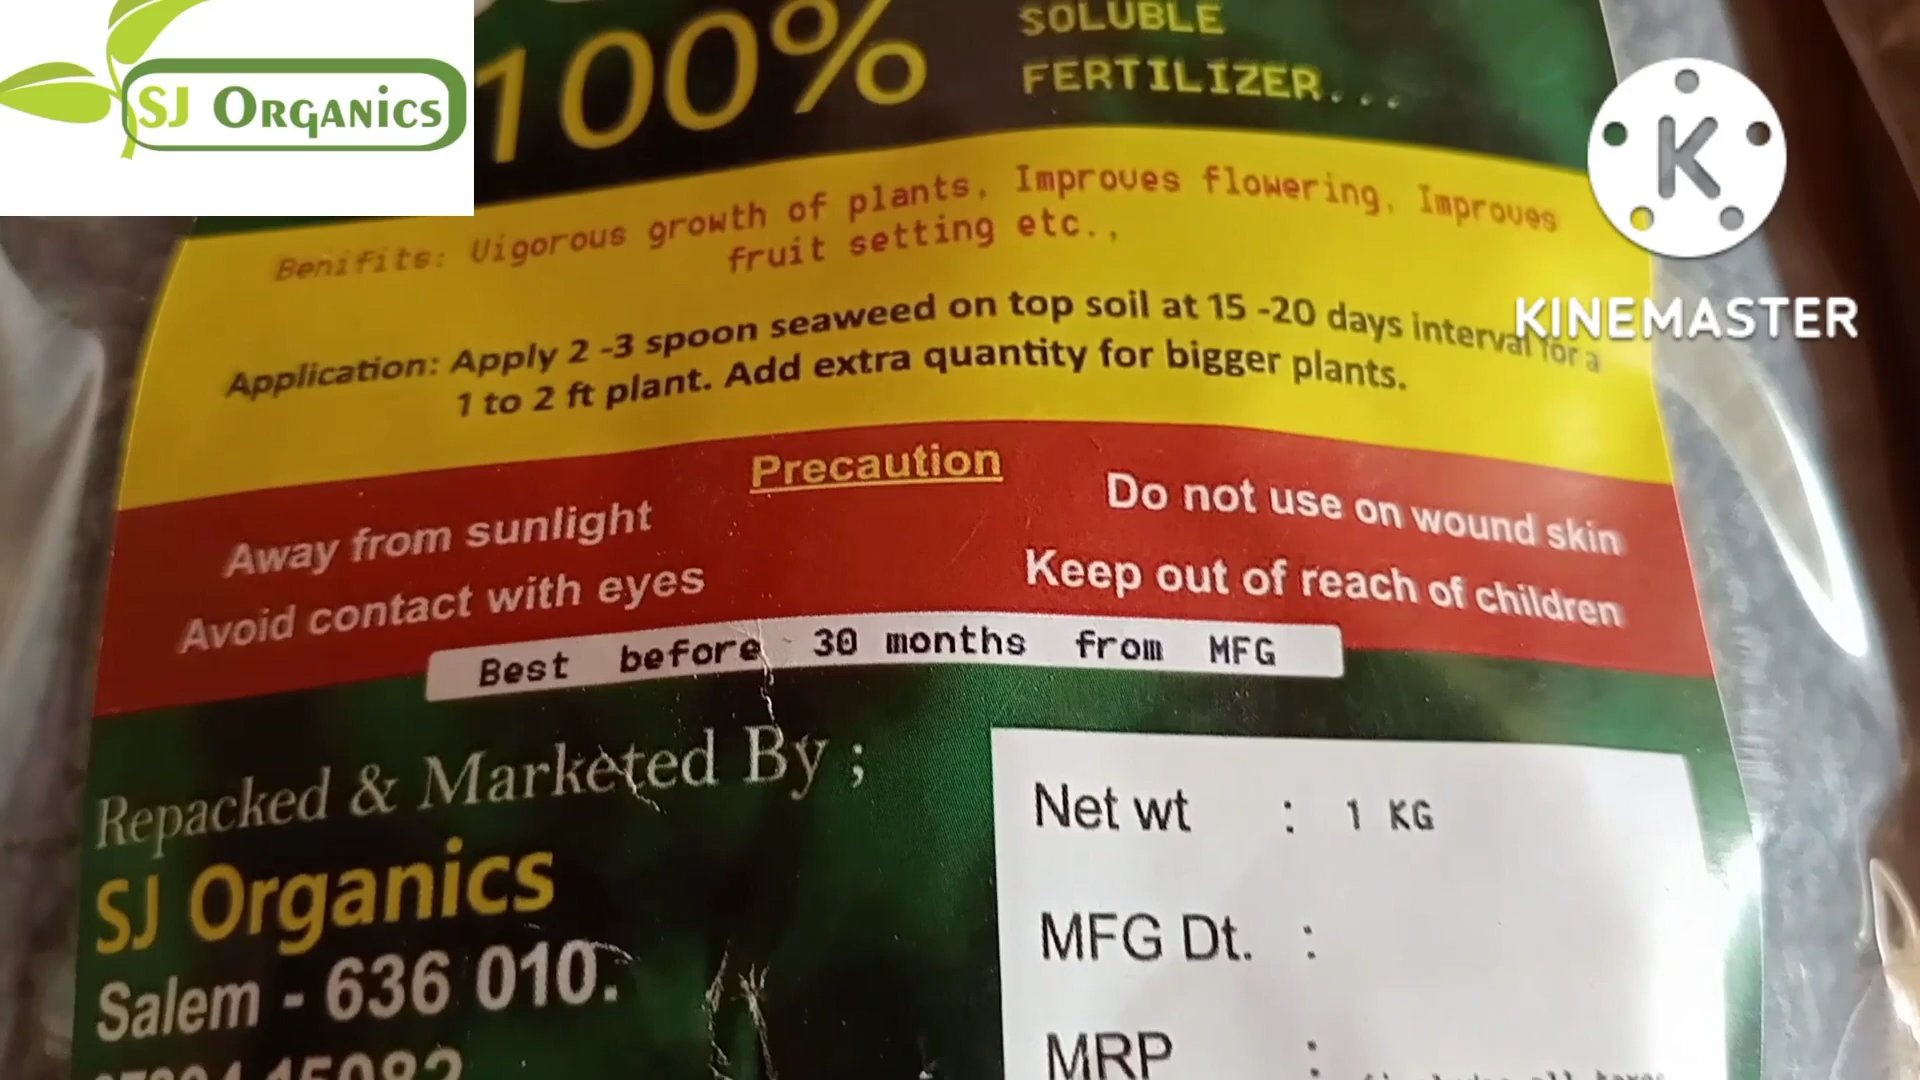 SJ ORGANiCS
100%
SOLUBLE
FERTILIZER...
Benifits: Vigorous growth of plants, Improves flowering, Improves
fruit setting etc.,
Application: Apply 2 -3 spoon seaweed on top soil at 15 -20 days interval for a
1 to 2 ft plant. Add extra quantity for bigger plants.
Precaution
Away from sunlight
Do not use on wound skin
Avoid contact with eyes
Keep out of reach of children
Best before 30 months from MFG
Repacked & Marketed By ;
SJ Organics
Salem - 636 010.
Net wt : 1 KG
MFG Dt. :
MRP :
K
KINEMASTER